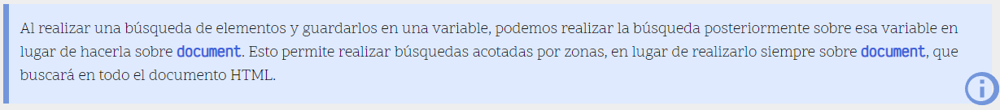 Al realizar una búsqueda de elementos y guardarlos en una variable, podemos realizar la búsqueda posteriormente sobre esa variable en
lugar de hacerla sobre document. Esto permite realizar búsquedas acotadas por zonas, en lugar de realizarlo siempre sobre document, que
buscará en todo el documento HTML.